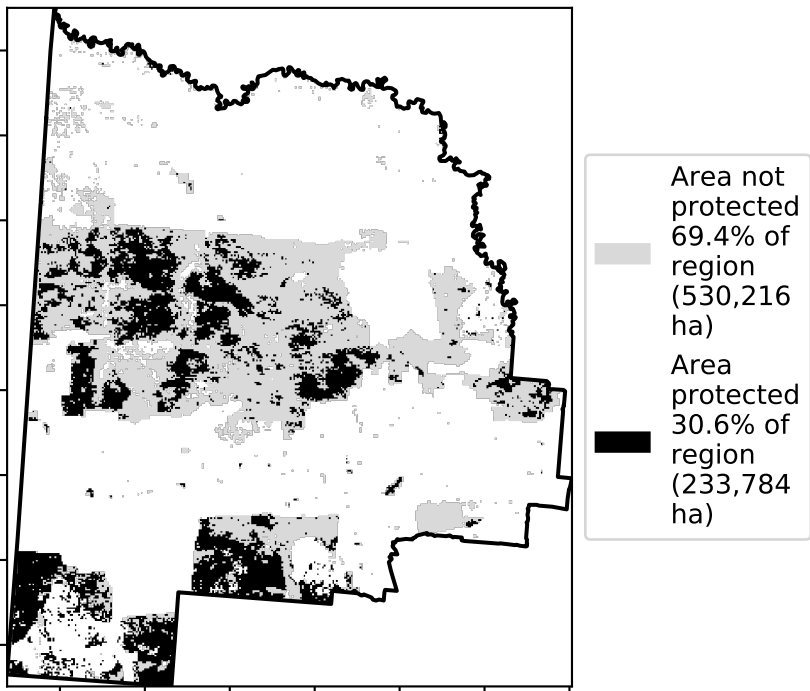 Area not
protected
69.4% of
region
(530,216
ha)
Area
protected
30.6% of
region
(233,784
ha)